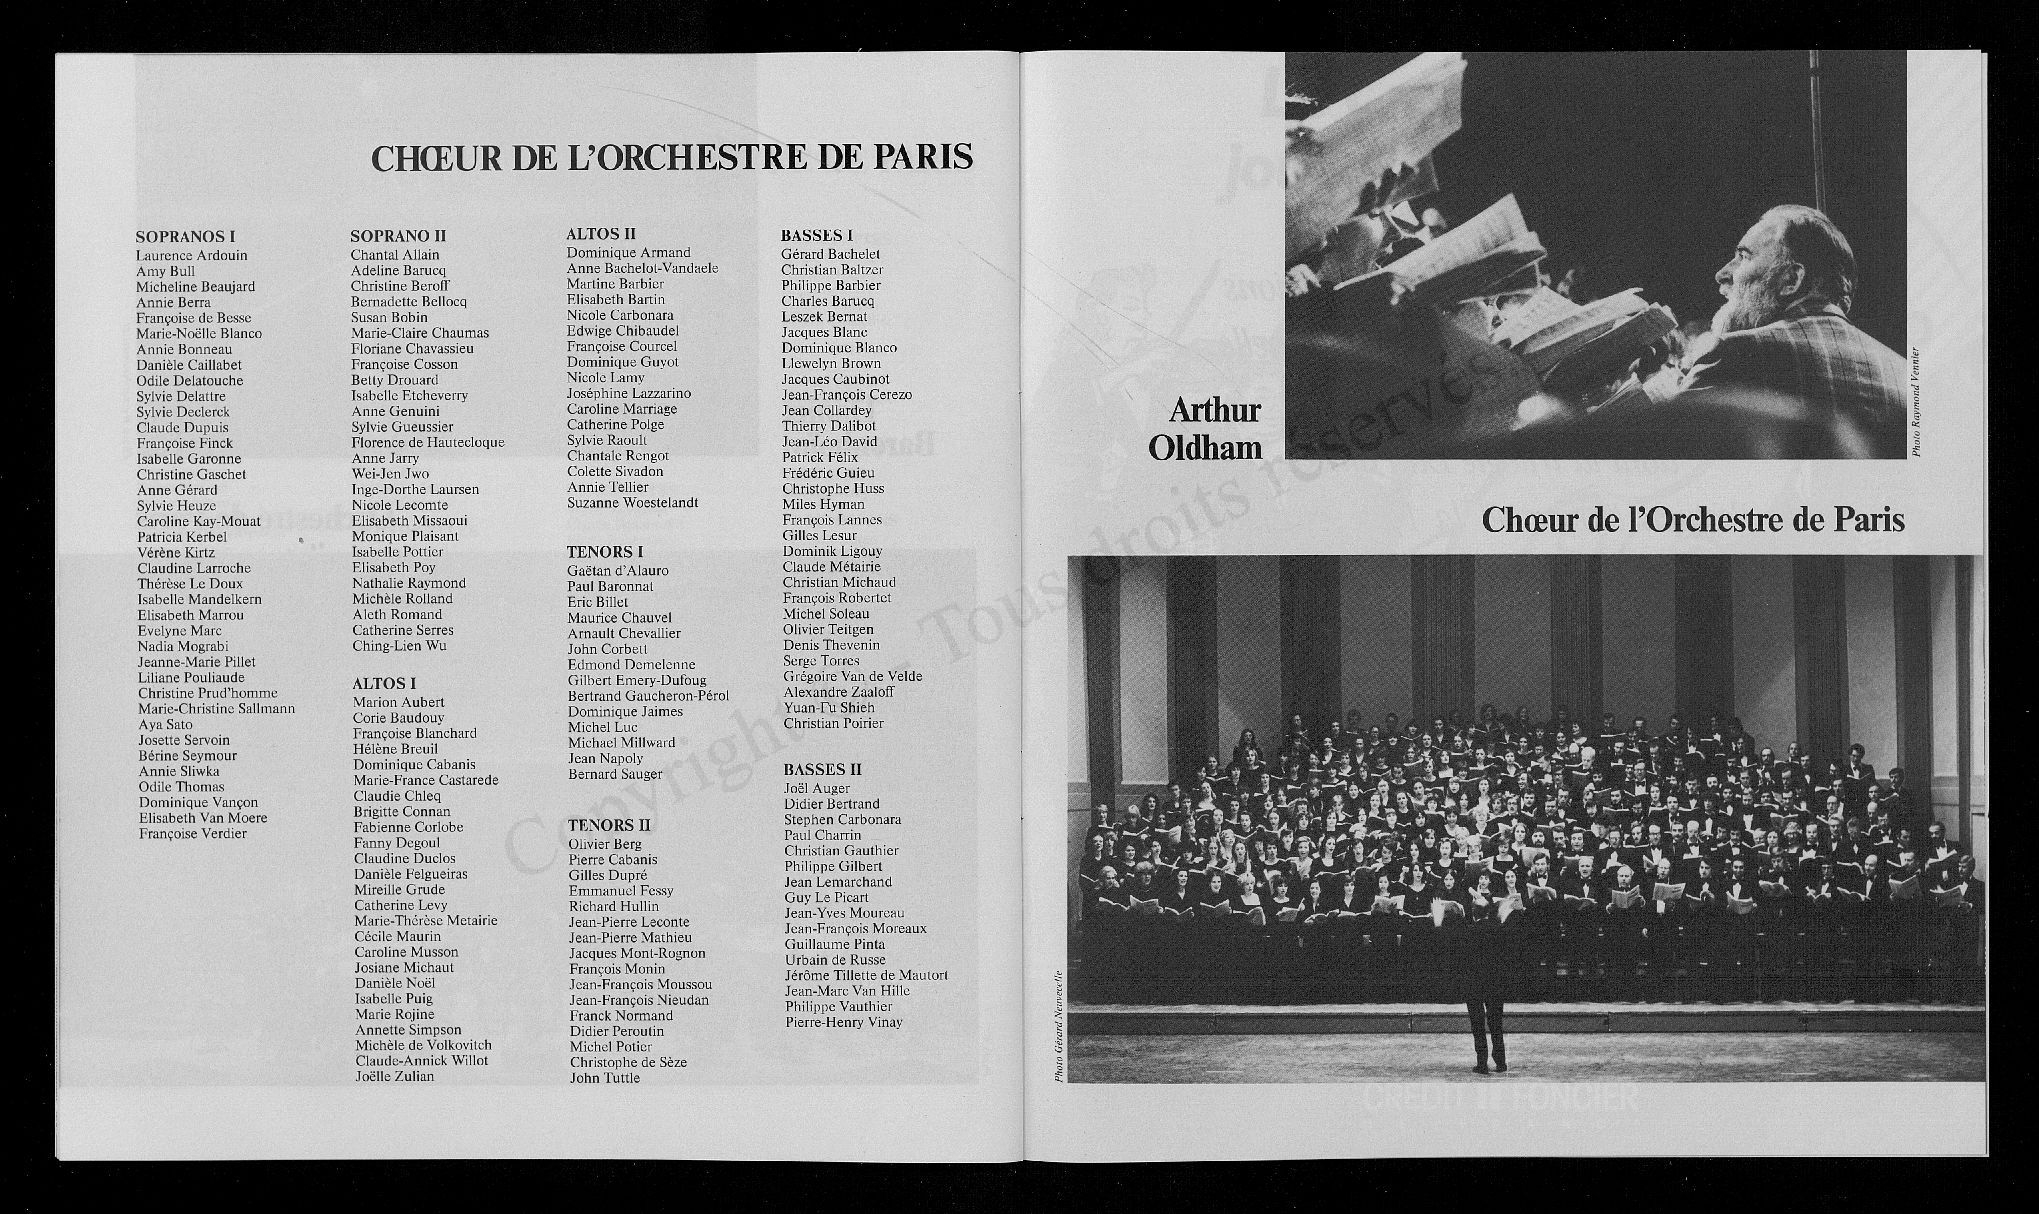 CHŒUR DE L'ORCHESTRE DE PARIS
SOPRANOS I
Laurence Ardouin
Amy Bull
Micheline Beaujard
Annie Berra
Françoise de Besse
Marie-Noëlle Blanco
Annie Bonneau
Danièle Caillabet
Odile Delatouche
Sylvie Delattre
Sylvie Declerck
Claude Dupuis
Françoise Finck
Isabelle Garonne
Christine Gaschet
Anne Gérard
Sylvie Heuze
Caroline Kay-Mouat
Patricia Kerbel
Vérène Kirtz
Claudine Larroche
Thérèse Le Doux
Isabelle Mandelkern
Elisabeth Marrou
Evelyne Marc
Nadia Mograbi
Jeanne-Marie Pillet
Liliane Pouliaude
Christine Prud'homme
Marie-Christine Sallmann
Aya Sato
Josette Servoin
Bérine Seymour
Annie Sliwka
Odile Thomas
Dominique Vançon
Elisabeth Van Moere
Françoise Verdier
SOPRANO II
Chantal Allain
Adeline Barucq
Christine Beroff
Bernadette Bellocq
Susan Bobin
Marie-Claire Chaumas
Floriane Chavassieu
Françoise Cosson
Betty Drouard
Isabelle Etcheverry
Anne Genuini
Sylvie Gueussier
Florence de Hautecloque
Anne Jarry
Wei-Jen Jwo
Inge-Dorthe Laursen
Nicole Lecomte
Elisabeth Missaoui
Monique Plaisant
Isabelle Pottier
Elisabeth Poy
Nathalie Raymond
Michèle Rolland
Aleth Romand
Catherine Serres
Ching-Lien Wu
ALTOS I
Marion Aubert
Corie Baudouy
Françoise Blanchard
Hélène Breuil
Dominique Cabanis
Marie-France Castarede
Claudie Chleq
Brigitte Connan
Fabienne Corlobe
Fanny Degoul
Claudine Duclos
Danièle Felgueiras
Mireille Grude
Catherine Levy
Marie-Thérèse Metairie
Cécile Maurin
Caroline Musson
Josiane Michaut
Danièle Noël
Isabelle Puig
Marie Rojine
Annette Simpson
Michèle de Volkovitch
Claude-Annick Willot
Joëlle Zulian
ALTOS II
Dominique Armand
Anne Bachelot-Vandaele
Martine Barbier
Elisabeth Bartin
Nicole Carbonara
Edwige Chibaudel
Françoise Courcel
Dominique Guyot
Nicole Lamy
Joséphine Lazzarino
Caroline Marriage
Catherine Polge
Sylvie Raoult
Chantale Rengot
Colette Sivadon
Annie Tellier
Suzanne Woestelandt
TENORS I
Gaëtan d'Alauro
Paul Baronnat
Eric Billet
Maurice Chauvel
Arnault Chevallier
John Corbett
Edmond Demelenne
Gilbert Emery-Dufoug
Bertrand Gaucheron-Pérol
Dominique Jaimes
Michel Luc
Michael Millward
Jean Napoly
Bernard Sauger
TENORS II
Olivier Berg
Pierre Cabanis
Gilles Dupré
Emmanuel Fessy
Richard Hullin
Jean-Pierre Leconte
Jean-Pierre Mathieu
Jacques Mont-Rognon
François Monin
Jean-François Moussou
Jean-François Nieudan
Franck Normand
Didier Peroutin
Michel Potier
Christophe de Sèze
John Tuttle
BASSES I
Gérard Bachelet
Christian Baltzer
Philippe Barbier
Charles Barucq
Leszek Bernat
Jacques Blanc
Dominique Blanco
Llewelyn Brown
Jacques Caubinot
Jean-François Cerezo
Jean Collardey
Thierry Dalibot
Jean-Léo David
Patrick Félix
Frédéric Guieu
Christophe Huss
Miles Hyman
François Lannes
Gilles Lesur
Dominik Ligouy
Claude Métairie
Christian Michaud
François Robertet
Michel Soleau
Olivier Teitgen
Denis Thevenin
Serge Torres
Grégoire Van de Velde
Alexandre Zaaloff
Yuan-Fu Shieh
Christian Poirier
BASSES II
Joël Auger
Didier Bertrand
Stephen Carbonara
Paul Charrin
Christian Gauthier
Philippe Gilbert
Jean Lemarchand
Guy Le Picart
Jean-Yves Moureau
Jean-François Moreaux
Guillaume Pinta
Urbain de Russe
Jérôme Tillette de Mautort
Jean-Marc Van Hille
Philippe Vauthier
Pierre-Henry Vinay
Arthur
Oldham
Photo Raymond Vennier
Chœur de l'Orchestre de Paris
Photo Gérard Neuvecelle
Copyright - Tous droits réservés
CREDIT FONCIER